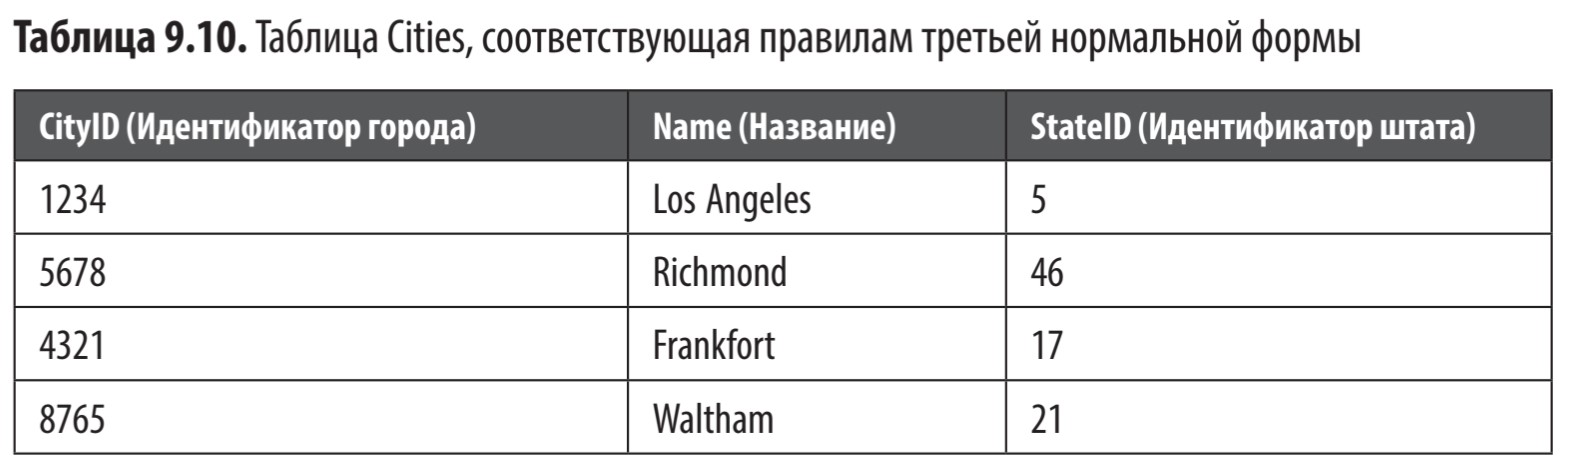 Таблица 9.10. Таблица Cities, соответствующая правилам третьей нормальной формы
CityID (Идентификатор города) Name (Название) StateID (Идентификатор штата)
1234 Los Angeles 5
5678 Richmond 46
4321 Frankfort 17
8765 Waltham 21